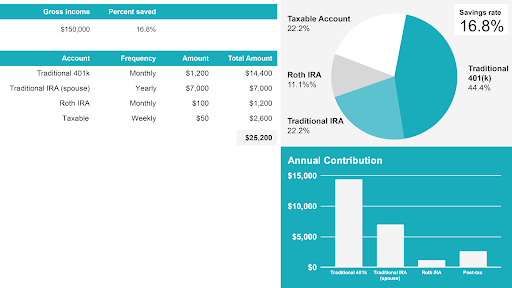 Gross income Percent saved
$150,000 16.8%
Account Frequency Amount Total Amount
Traditional 401k Monthly $1,200 $14,400
Traditional IRA (spouse) Yearly $7,000 $7,000
Roth IRA Monthly $100 $1,200
Taxable Weekly $50 $2,600
$25,200
Savings rate
16.8%
Taxable Account
22.2%
Roth IRA
11.1%%
Traditional IRA
22.2%
Traditional
401(k)
44.4%
Annual Contribution
$15,000
$10,000
$5,000
$0
Traditional 401k Traditional IRA (spouse) Roth IRA Post-tax